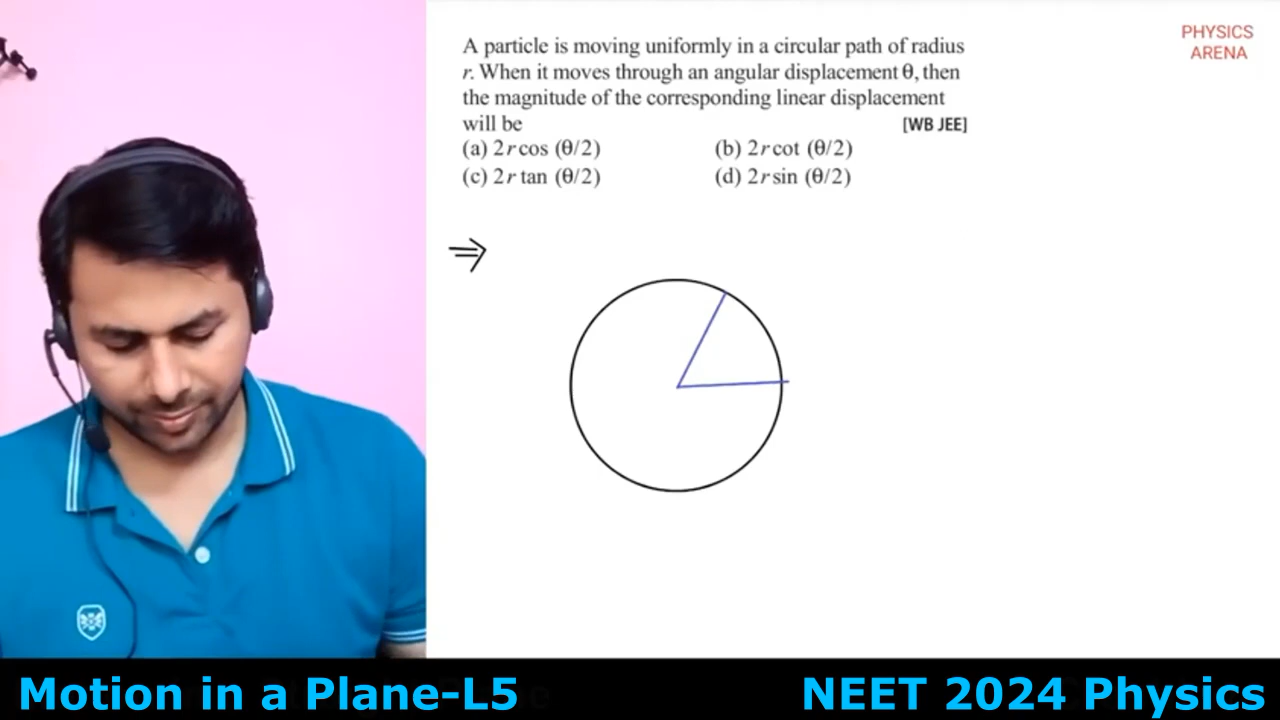 PHYSICS
ARENA
A particle is moving uniformly in a circular path of radius
r. When it moves through an angular displacement θ, then
the magnitude of the corresponding linear displacement
will be [WB JEE]
(a) 2r cos (θ/2) (b) 2r cot (θ/2)
(c) 2r tan (θ/2) (d) 2r sin (θ/2)
⇒
Motion in a Plane-L5 NEET 2024 Physics